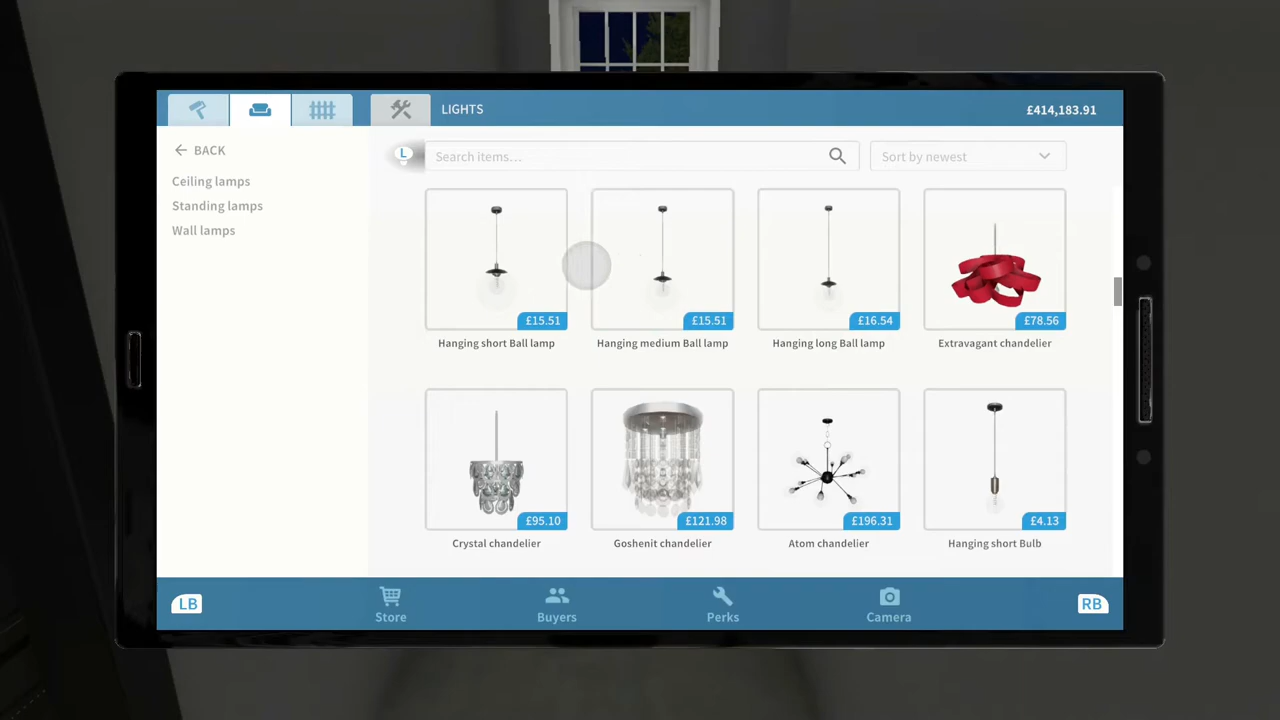 LIGHTS
£414,183.91
BACK
L
Search items...
Sort by newest
Ceiling lamps
Standing lamps
Wall lamps
£15.51
£15.51
£16.54
£78.56
Hanging short Ball lamp
Hanging medium Ball lamp
Hanging long Ball lamp
Extravagant chandelier
£95.10
£121.98
£196.31
£4.13
Crystal chandelier
Goshenit chandelier
Atom chandelier
Hanging short Bulb
LB
Store
Buyers
Perks
Camera
RB